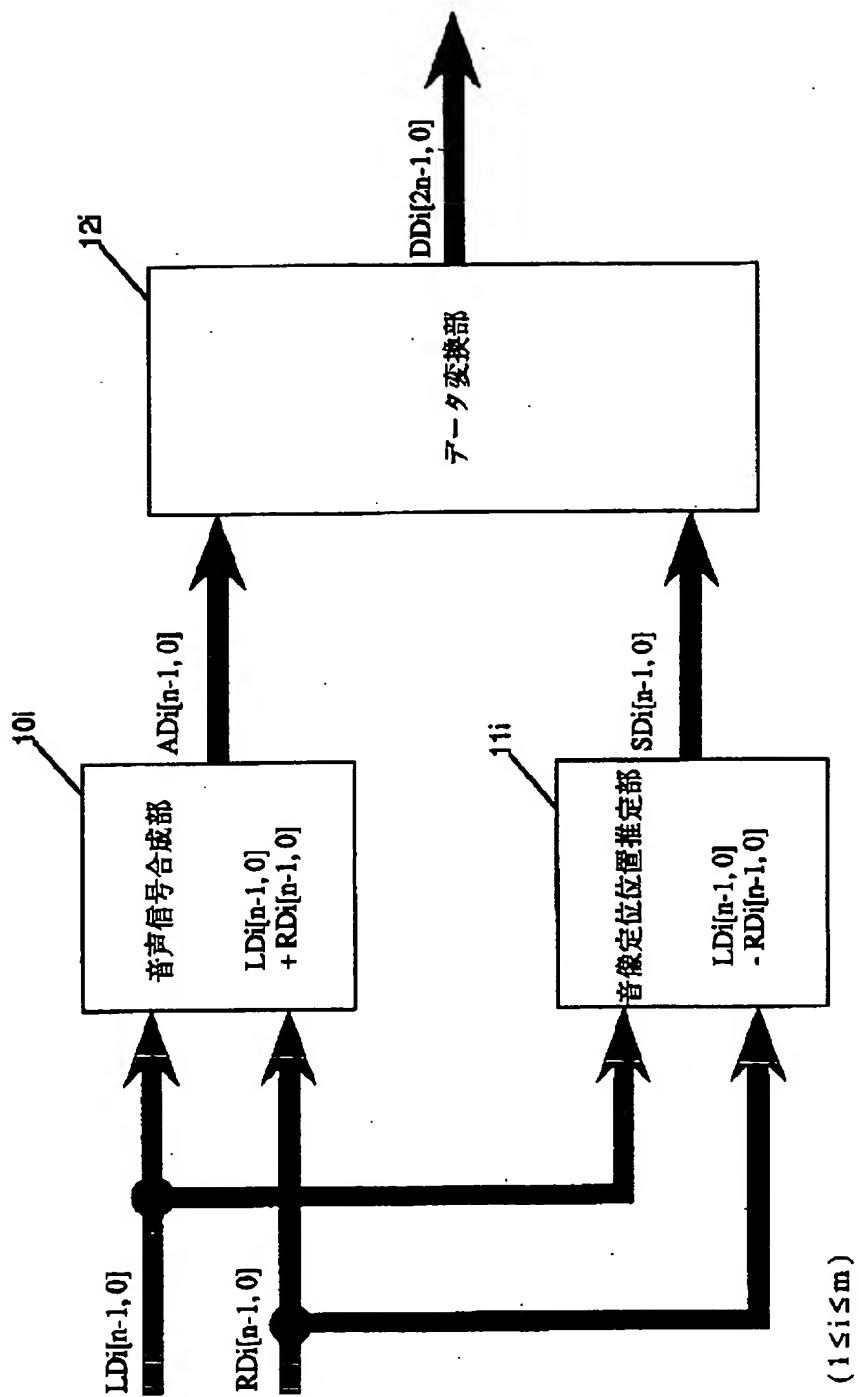 LDi[n-1, 0]
RDi[n-1, 0]
10i
音声信号合成部
LDi[n-1, 0]
+ RDi[n-1, 0]
ADi[n-1, 0]
11i
音像定位位置推定部
LDi[n-1, 0]
- RDi[n-1, 0]
SDi[n-1, 0]
12i
データ変換部
DDi[2n-1, 0]
(1≤i≤m)